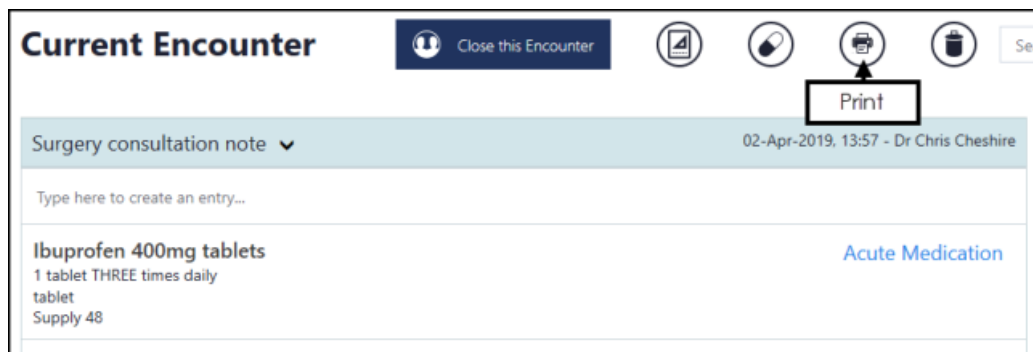 Current Encounter
Close this Encounter
Print
Surgery consultation note
02-Apr-2019, 13:57 - Dr Chris Cheshire
Type here to create an entry...
Ibuprofen 400mg tablets
Acute Medication
1 tablet THREE times daily
tablet
Supply 48